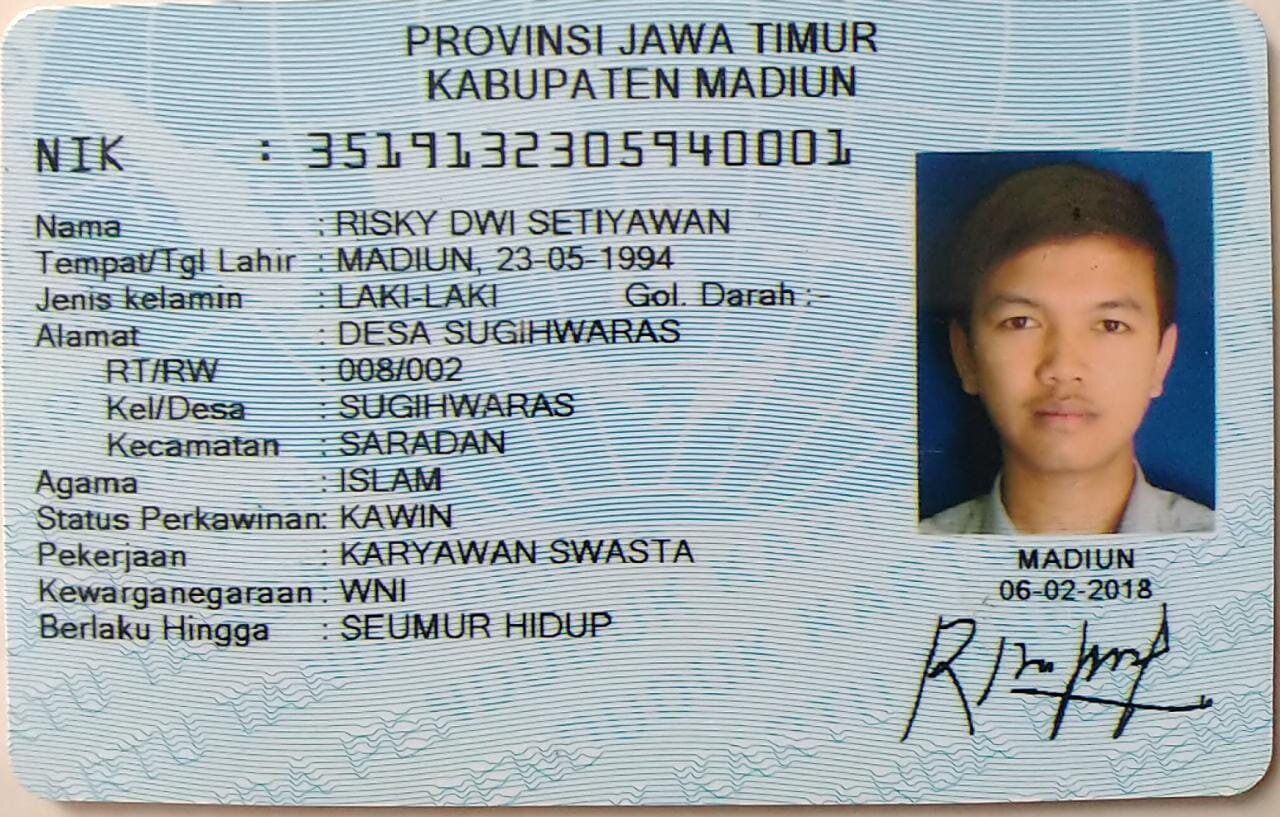 PROVINSI JAWA TIMUR
KABUPATEN MADIUN
NIK : 3519132305940001
Nama : RISKY DWI SETIYAWAN
Tempat/Tgl Lahir : MADIUN, 23-05-1994
Jenis kelamin : LAKI-LAKI Gol. Darah :-
Alamat : DESA SUGIHWARAS
RT/RW : 008/002
Kel/Desa : SUGIHWARAS
Kecamatan : SARADAN
Agama : ISLAM
Status Perkawinan: KAWIN
Pekerjaan : KARYAWAN SWASTA
Kewarganegaraan : WNI
Berlaku Hingga : SEUMUR HIDUP
MADIUN
06-02-2018